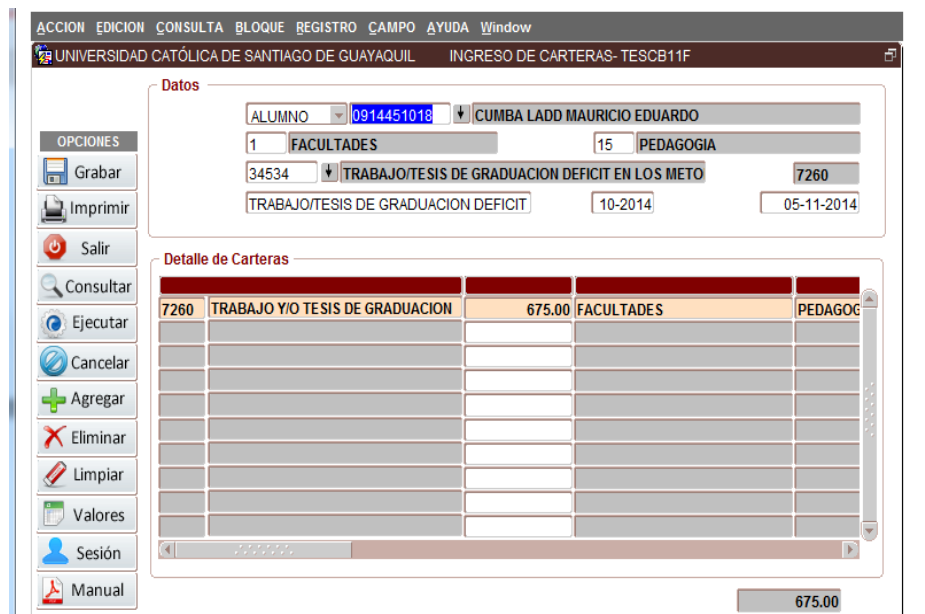 ACCION EDICION CONSULTA BLOQUE REGISTRO CAMPO AYUDA Window
UNIVERSIDAD CATÓLICA DE SANTIAGO DE GUAYAQUIL INGRESO DE CARTERAS- TESCB11F
Datos
ALUMNO 0914451018 CUMBA LADD MAURICIO EDUARDO
1 FACULTADES 15 PEDAGOGIA
34534 TRABAJO/TESIS DE GRADUACION DEFICIT EN LOS METO 7260
TRABAJO/TESIS DE GRADUACION DEFICIT 10-2014 05-11-2014
OPCIONES
Grabar
Imprimir
Salir
Consultar
Ejecutar
Cancelar
Agregar
Eliminar
Limpiar
Valores
Sesión
Manual
Detalle de Carteras
7260 TRABAJO Y/O TESIS DE GRADUACION 675.00 FACULTADES PEDAGOG
675.00